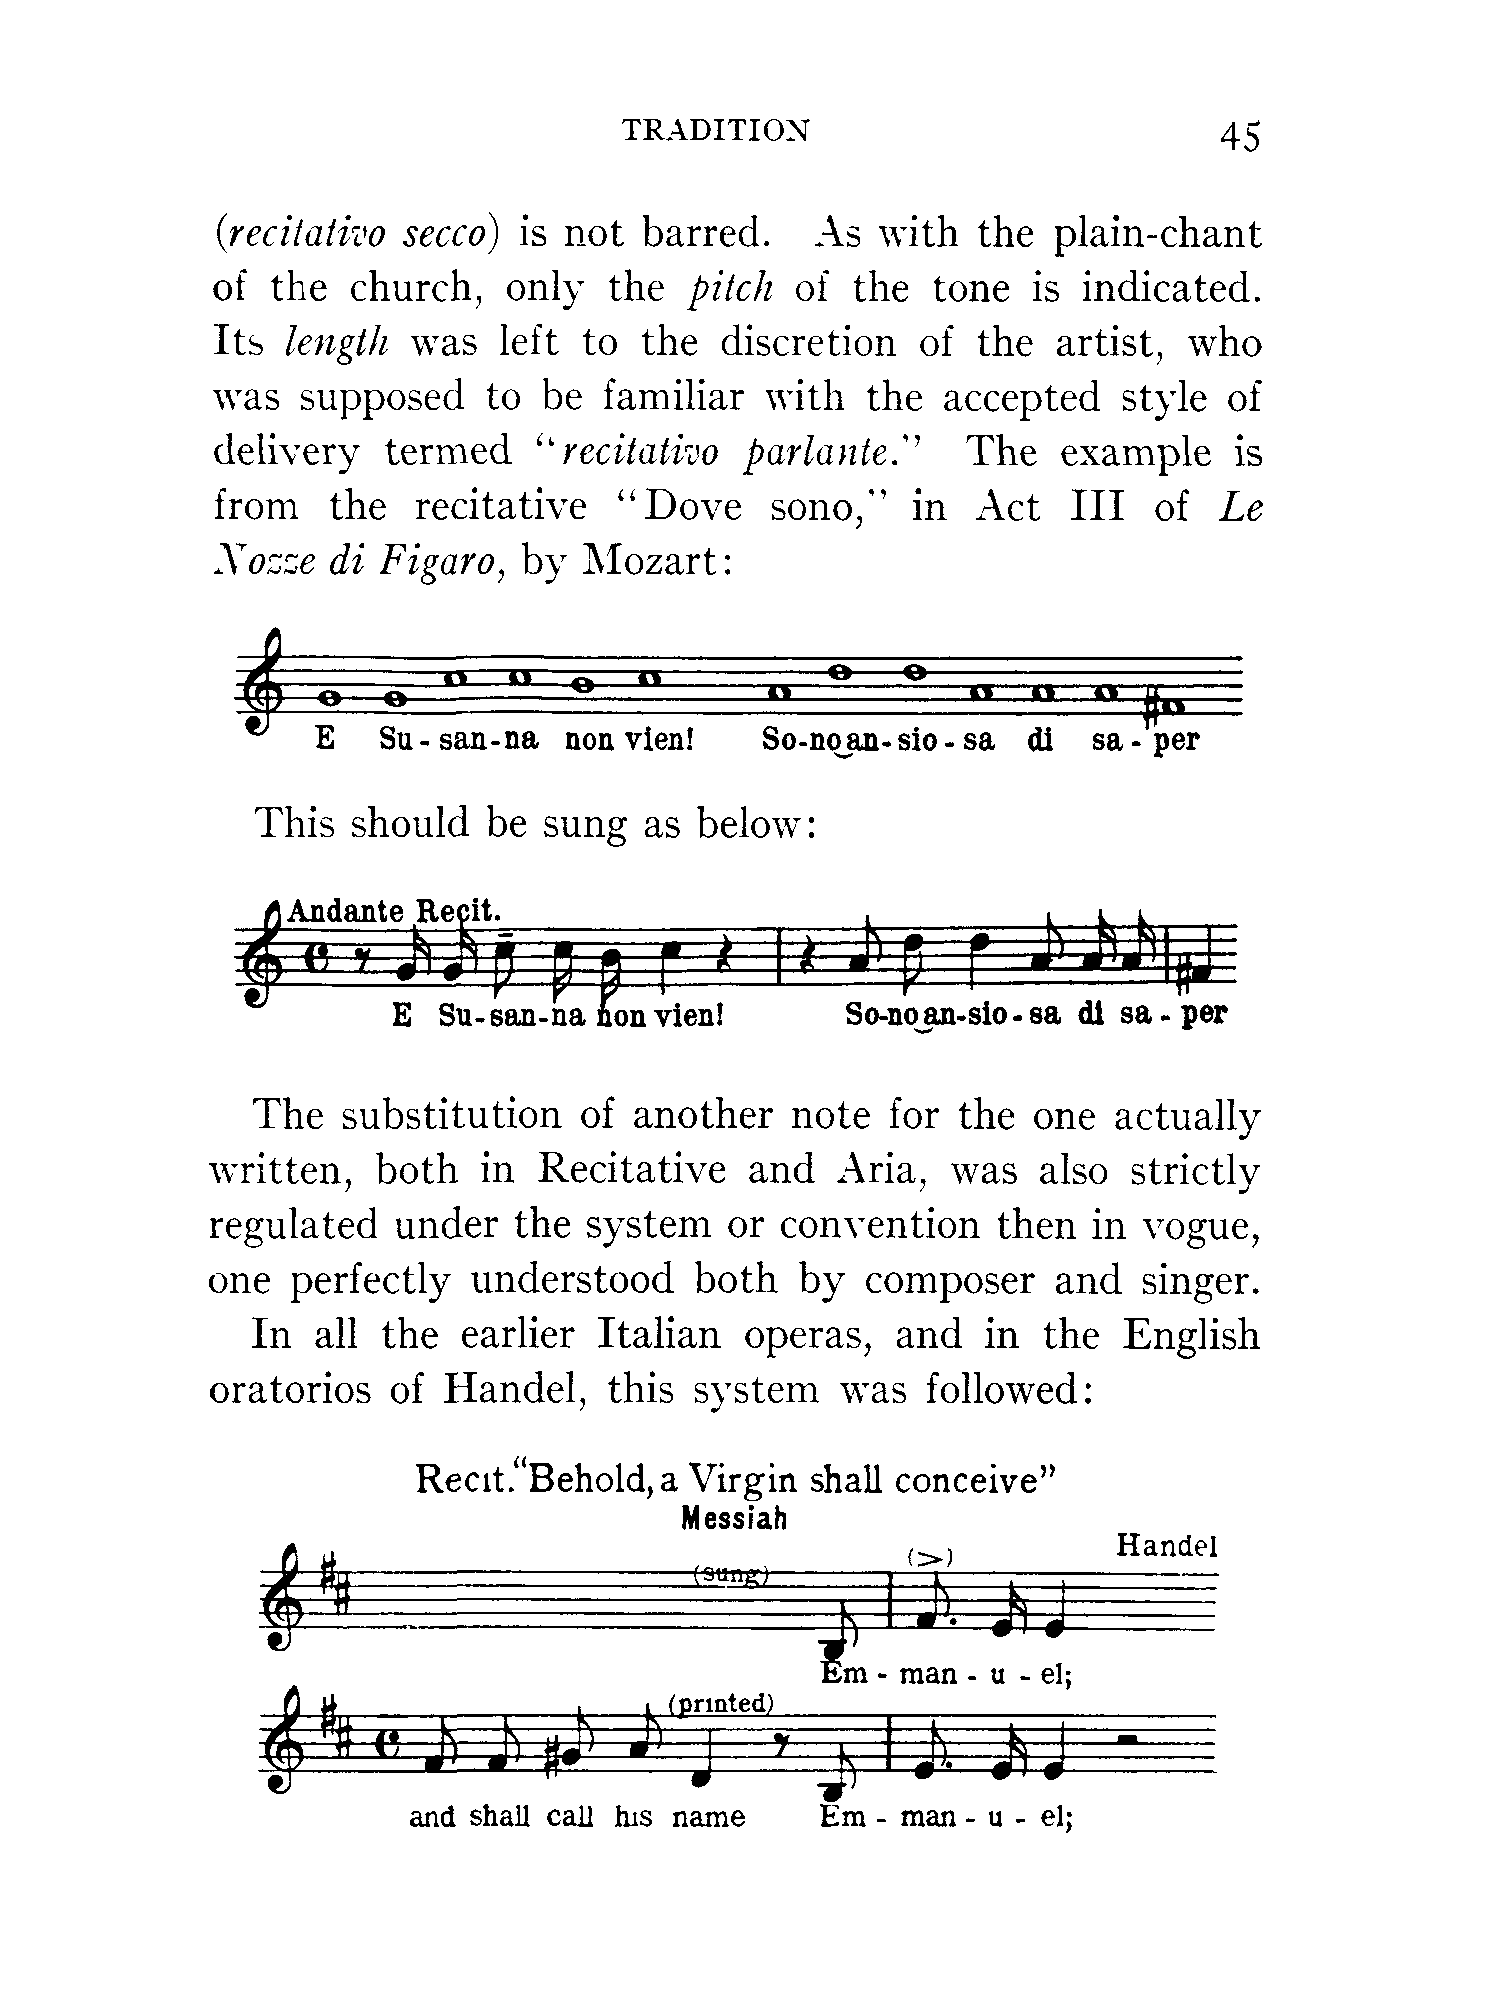 TRADITION 45
(recitativo secco) is not barred. As with the plain-chant
of the church, only the pitch of the tone is indicated.
Its length was left to the discretion of the artist, who
was supposed to be familiar with the accepted style of
delivery termed "recitativo parlante." The example is
from the recitative "Dove sono," in Act III of Le
Nozze di Figaro, by Mozart:
E Su-san-na non vien! So-no‿an-sio-sa di sa-per
This should be sung as below:
Andante Recit.
E Su-san-na non vien! So-no‿an-sio-sa di sa-per
The substitution of another note for the one actually
written, both in Recitative and Aria, was also strictly
regulated under the system or convention then in vogue,
one perfectly understood both by composer and singer.
In all the earlier Italian operas, and in the English
oratorios of Handel, this system was followed:
Recit. "Behold, a Virgin shall conceive"
Messiah
Handel
(sung)
Em - man - u - el;
(printed)
and shall call his name Em - man - u - el;